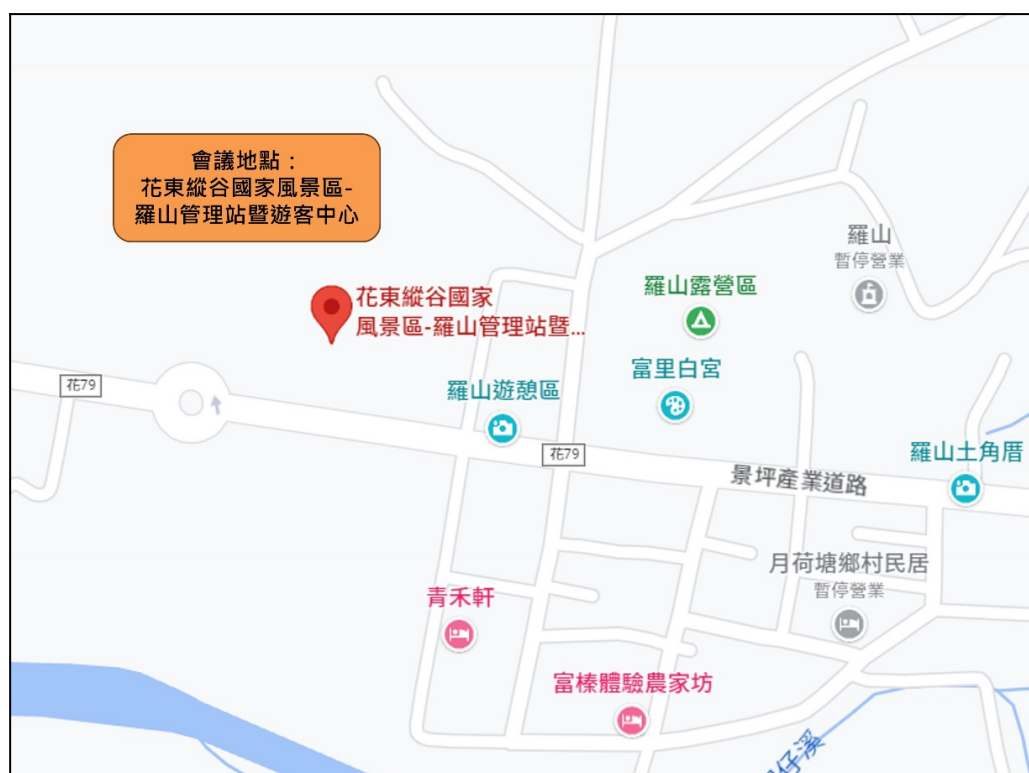 會議地點：
花東縱谷國家風景區-
羅山管理站暨遊客中心
羅山
暫停營業
羅山露營區
花東縱谷國家
風景區-羅山管理站暨...
富里白宮
花79
羅山遊憩區
花79
羅山土角厝
景坪產業道路
月荷塘鄉村民居
暫停營業
青禾軒
富榛體驗農家坊
仔溪